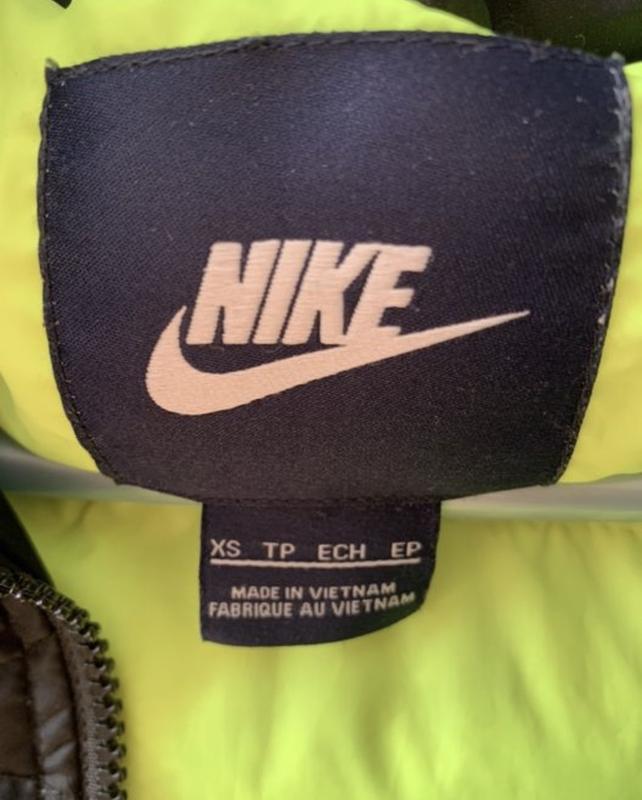 NIKE
XS TP ECH EP
MADE IN VIETNAM
FABRIQUE AU VIETNAM